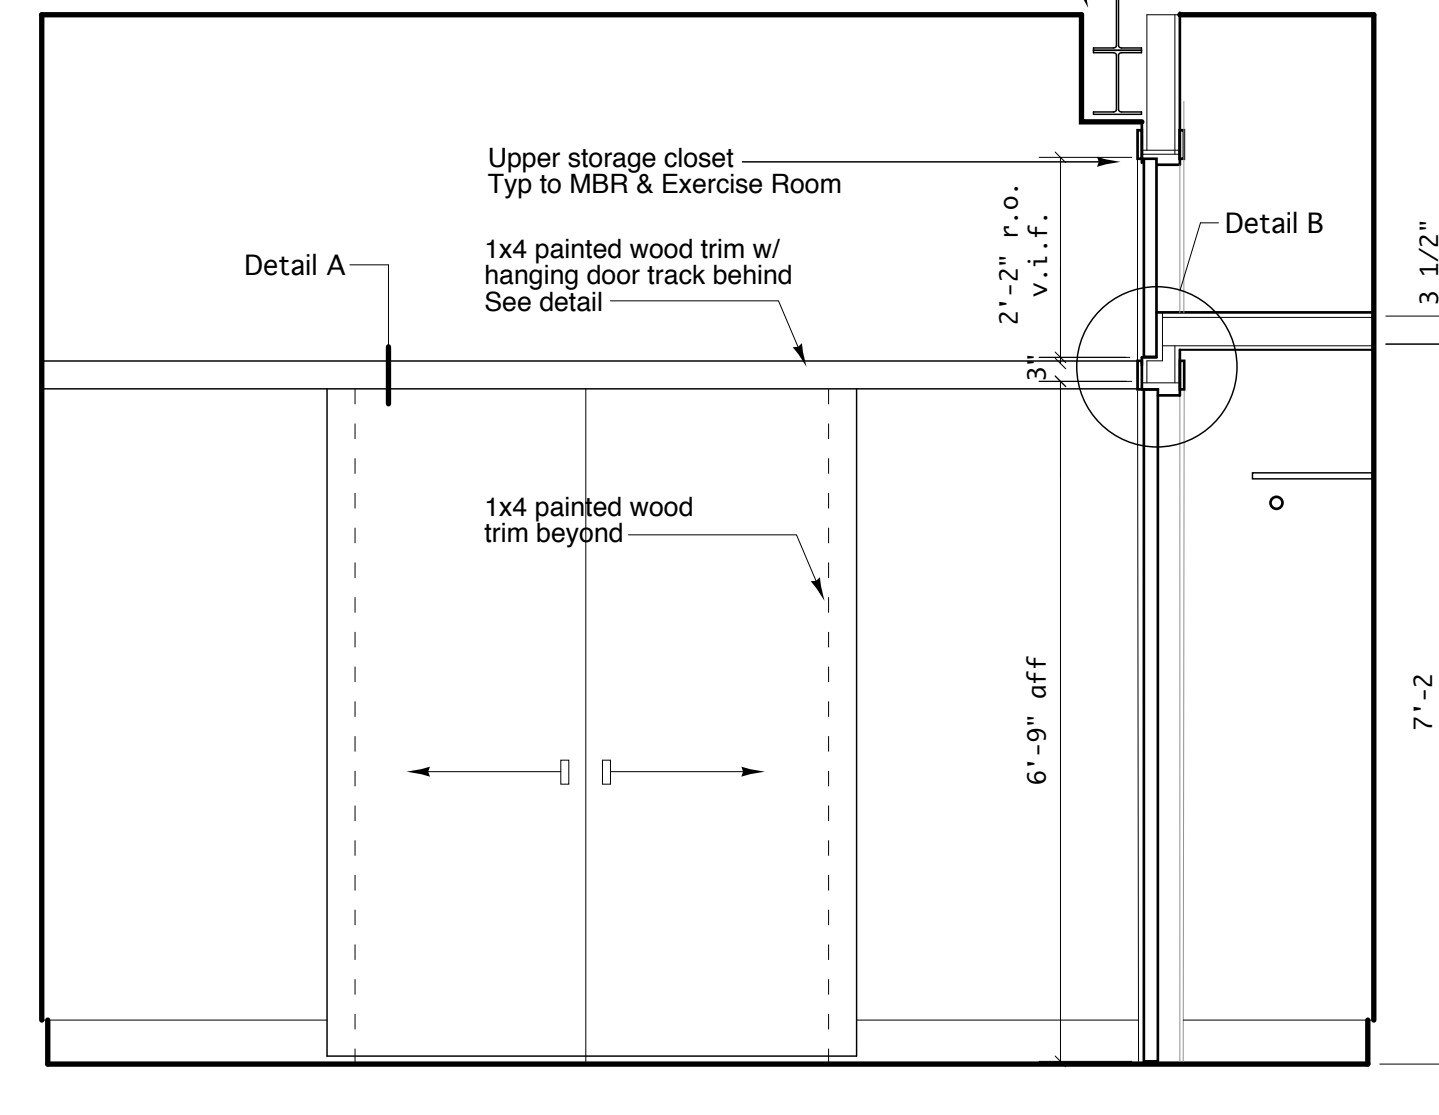 Upper storage closet
Typ to MBR & Exercise Room
Detail A
1x4 painted wood trim w/
hanging door track behind
See detail
2'-2" r.o.
v.i.f.
Detail B
3 1/2"
3"
1x4 painted wood
trim beyond
6'-9" aff
7'-2